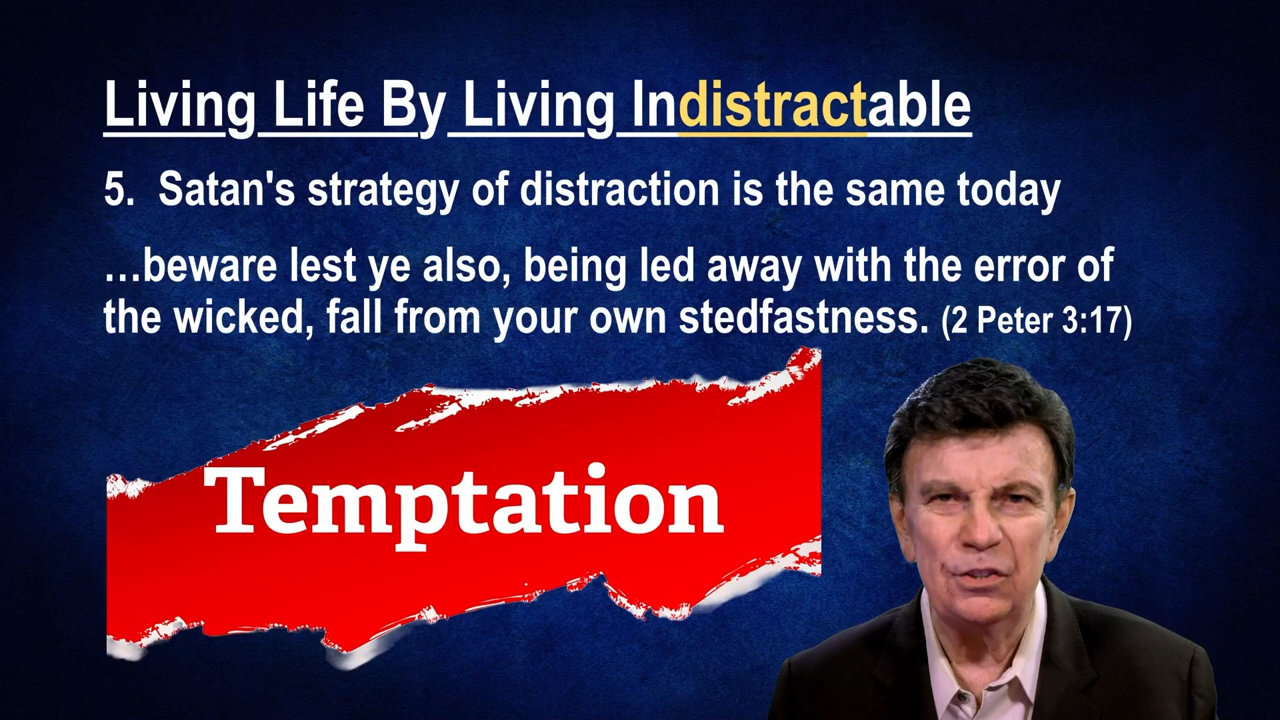 Living Life By Living Indistractable
5. Satan's strategy of distraction is the same today
…beware lest ye also, being led away with the error of
the wicked, fall from your own stedfastness. (2 Peter 3:17)
Temptation